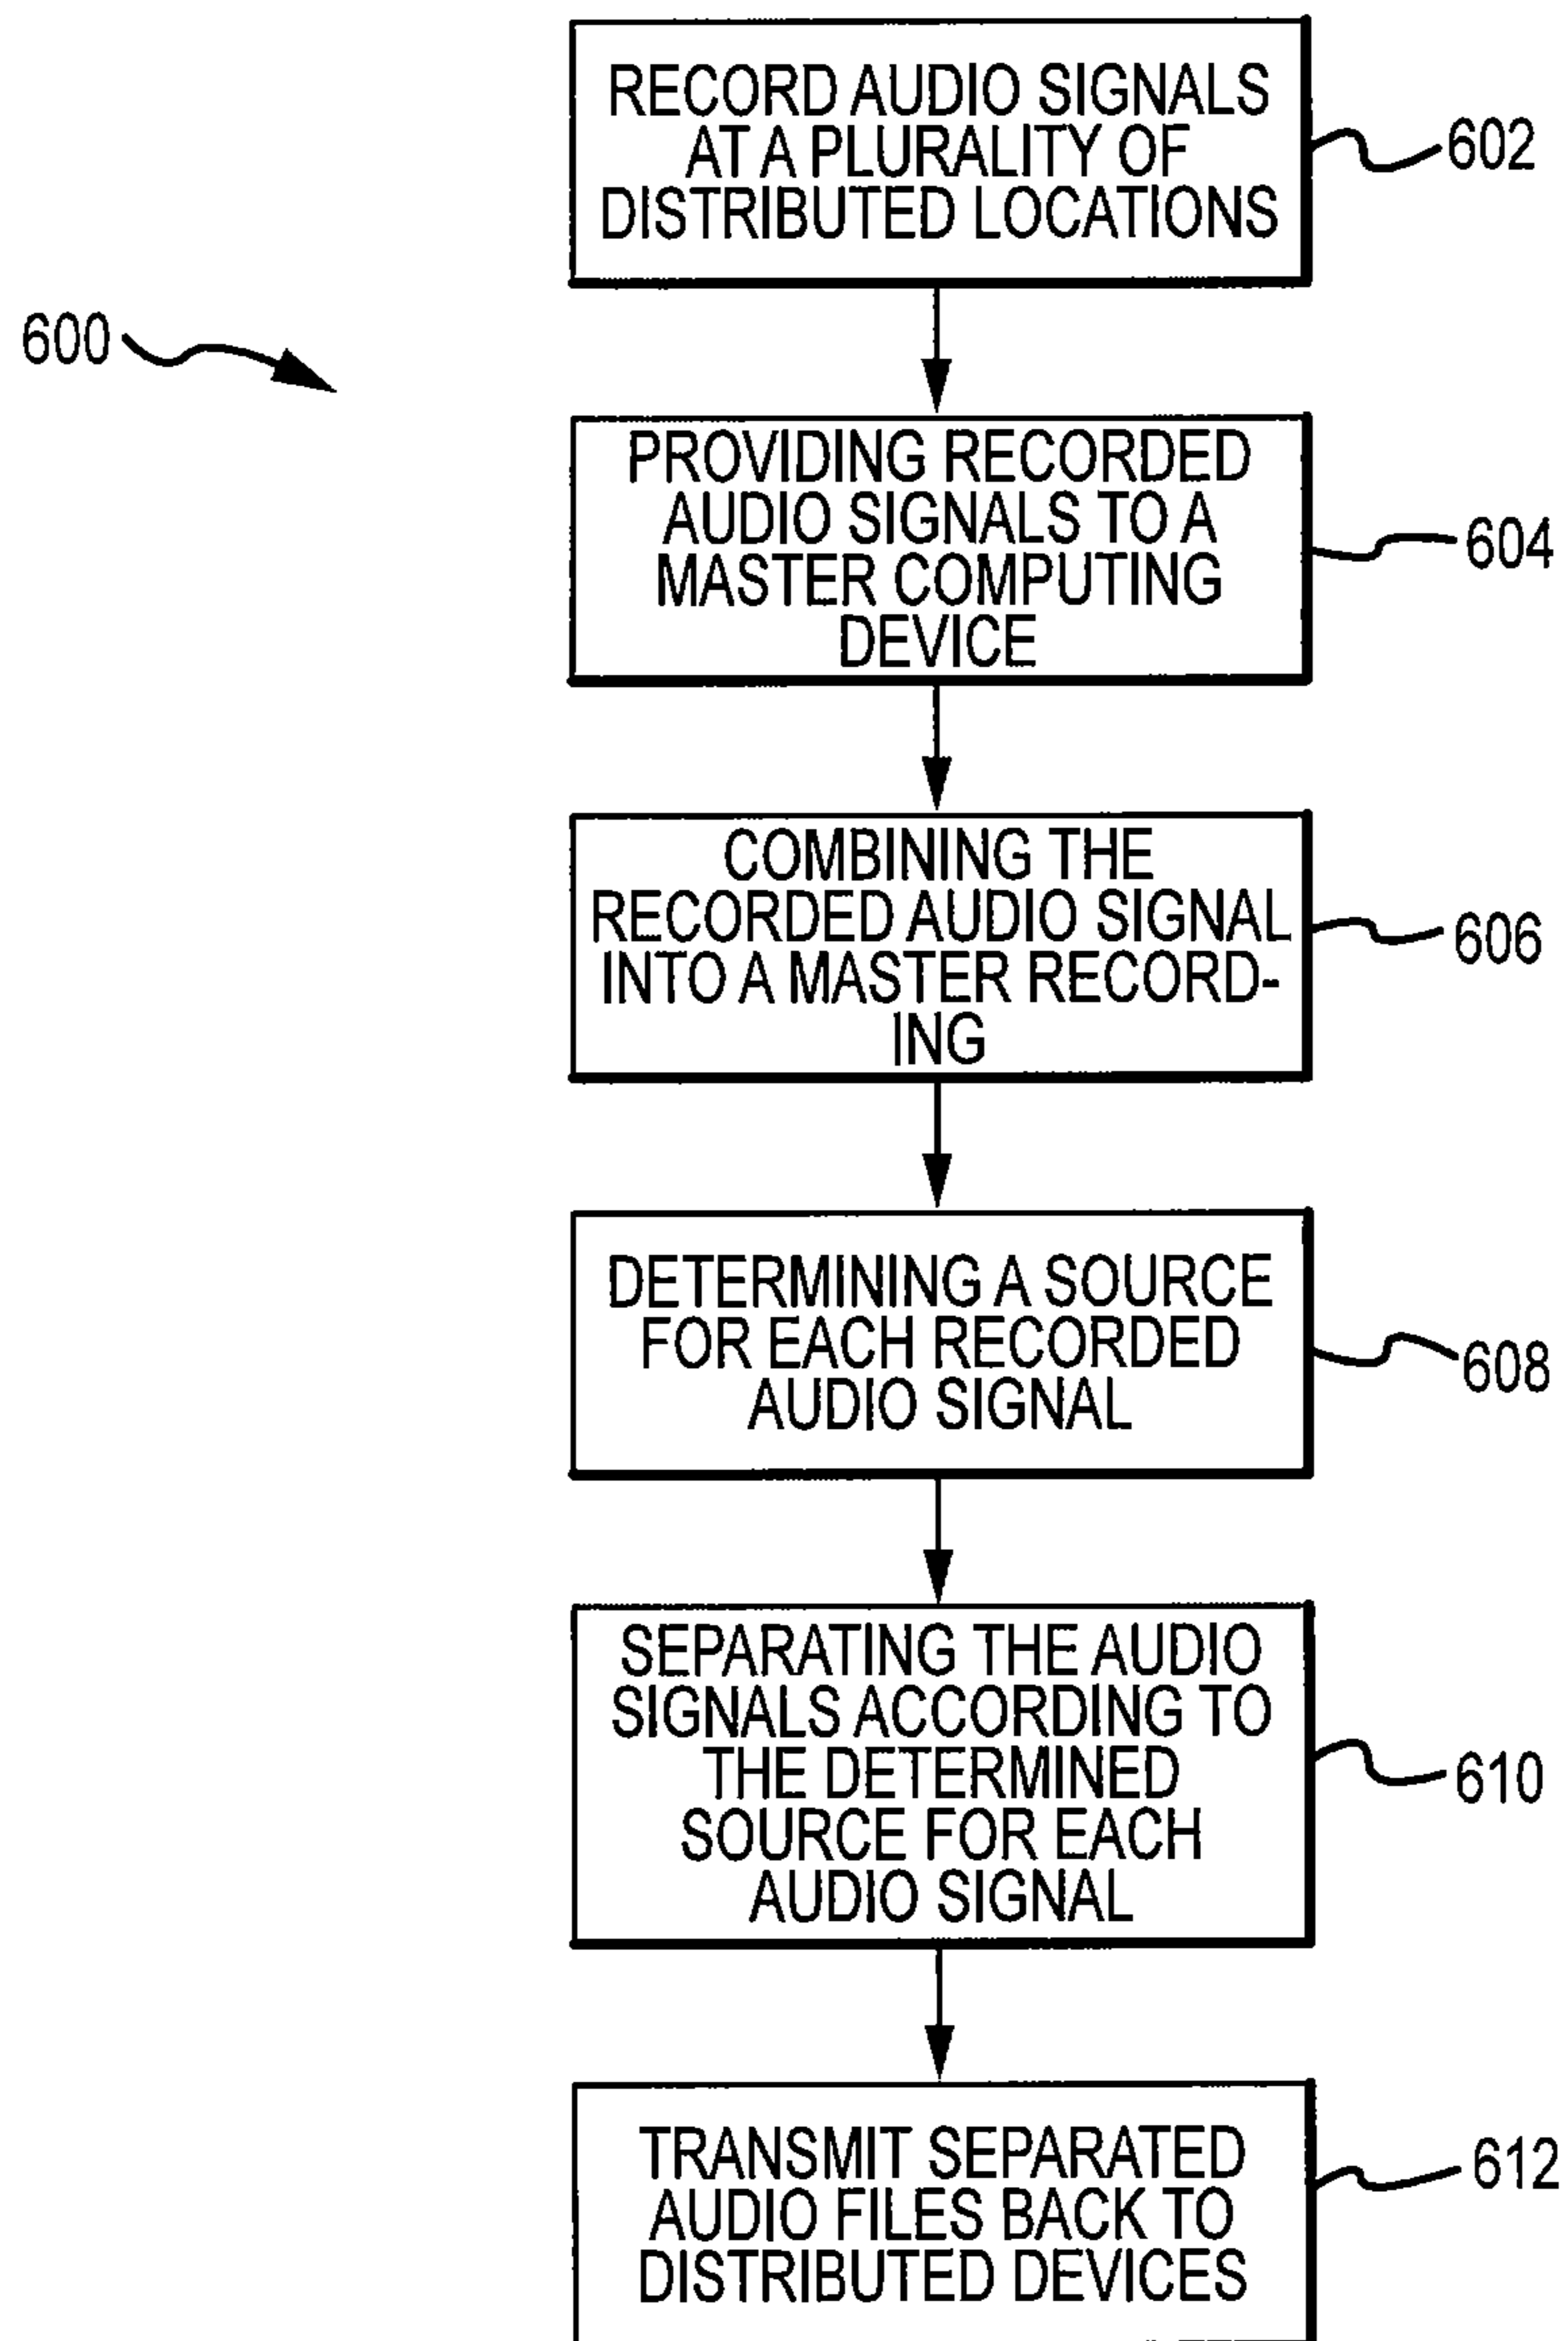 RECORD AUDIO SIGNALS
AT A PLURALITY OF
DISTRIBUTED LOCATIONS
602
600
PROVIDING RECORDED
AUDIO SIGNALS TO A
MASTER COMPUTING
DEVICE
604
COMBINING THE
RECORDED AUDIO SIGNAL
INTO A MASTER RECORD-
ING
606
DETERMINING A SOURCE
FOR EACH RECORDED
AUDIO SIGNAL
608
SEPARATING THE AUDIO
SIGNALS ACCORDING TO
THE DETERMINED
SOURCE FOR EACH
AUDIO SIGNAL
610
TRANSMIT SEPARATED
AUDIO FILES BACK TO
DISTRIBUTED DEVICES
612